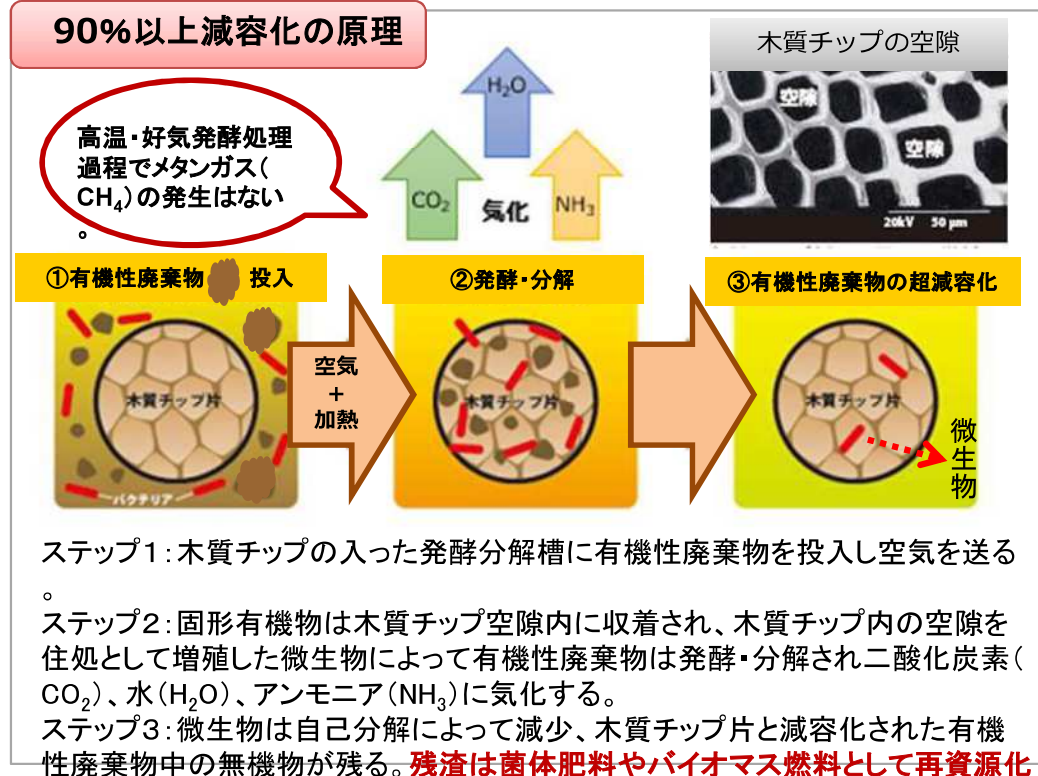 90%以上減容化の原理
木質チップの空隙
空隙
空隙
20kV 50 μm
高温・好気発酵処理
過程でメタンガス(
CH₄)の発生はない
。
H₂O
CO₂
気化
NH₃
①有機性廃棄物 投入
②発酵・分解
③有機性廃棄物の超減容化
木質チップ片
バクテリア
空気
+
加熱
木質チップ片
木質チップ片
微生物
ステップ1:木質チップの入った発酵分解槽に有機性廃棄物を投入し空気を送る
。
ステップ2:固形有機物は木質チップ空隙内に収着され、木質チップ内の空隙を
住処として増殖した微生物によって有機性廃棄物は発酵・分解され二酸化炭素(
CO₂)、水(H₂O)、アンモニア(NH₃)に気化する。
ステップ3:微生物は自己分解によって減少、木質チップ片と減容化された有機
性廃棄物中の無機物が残る。残渣は菌体肥料やバイオマス燃料として再資源化